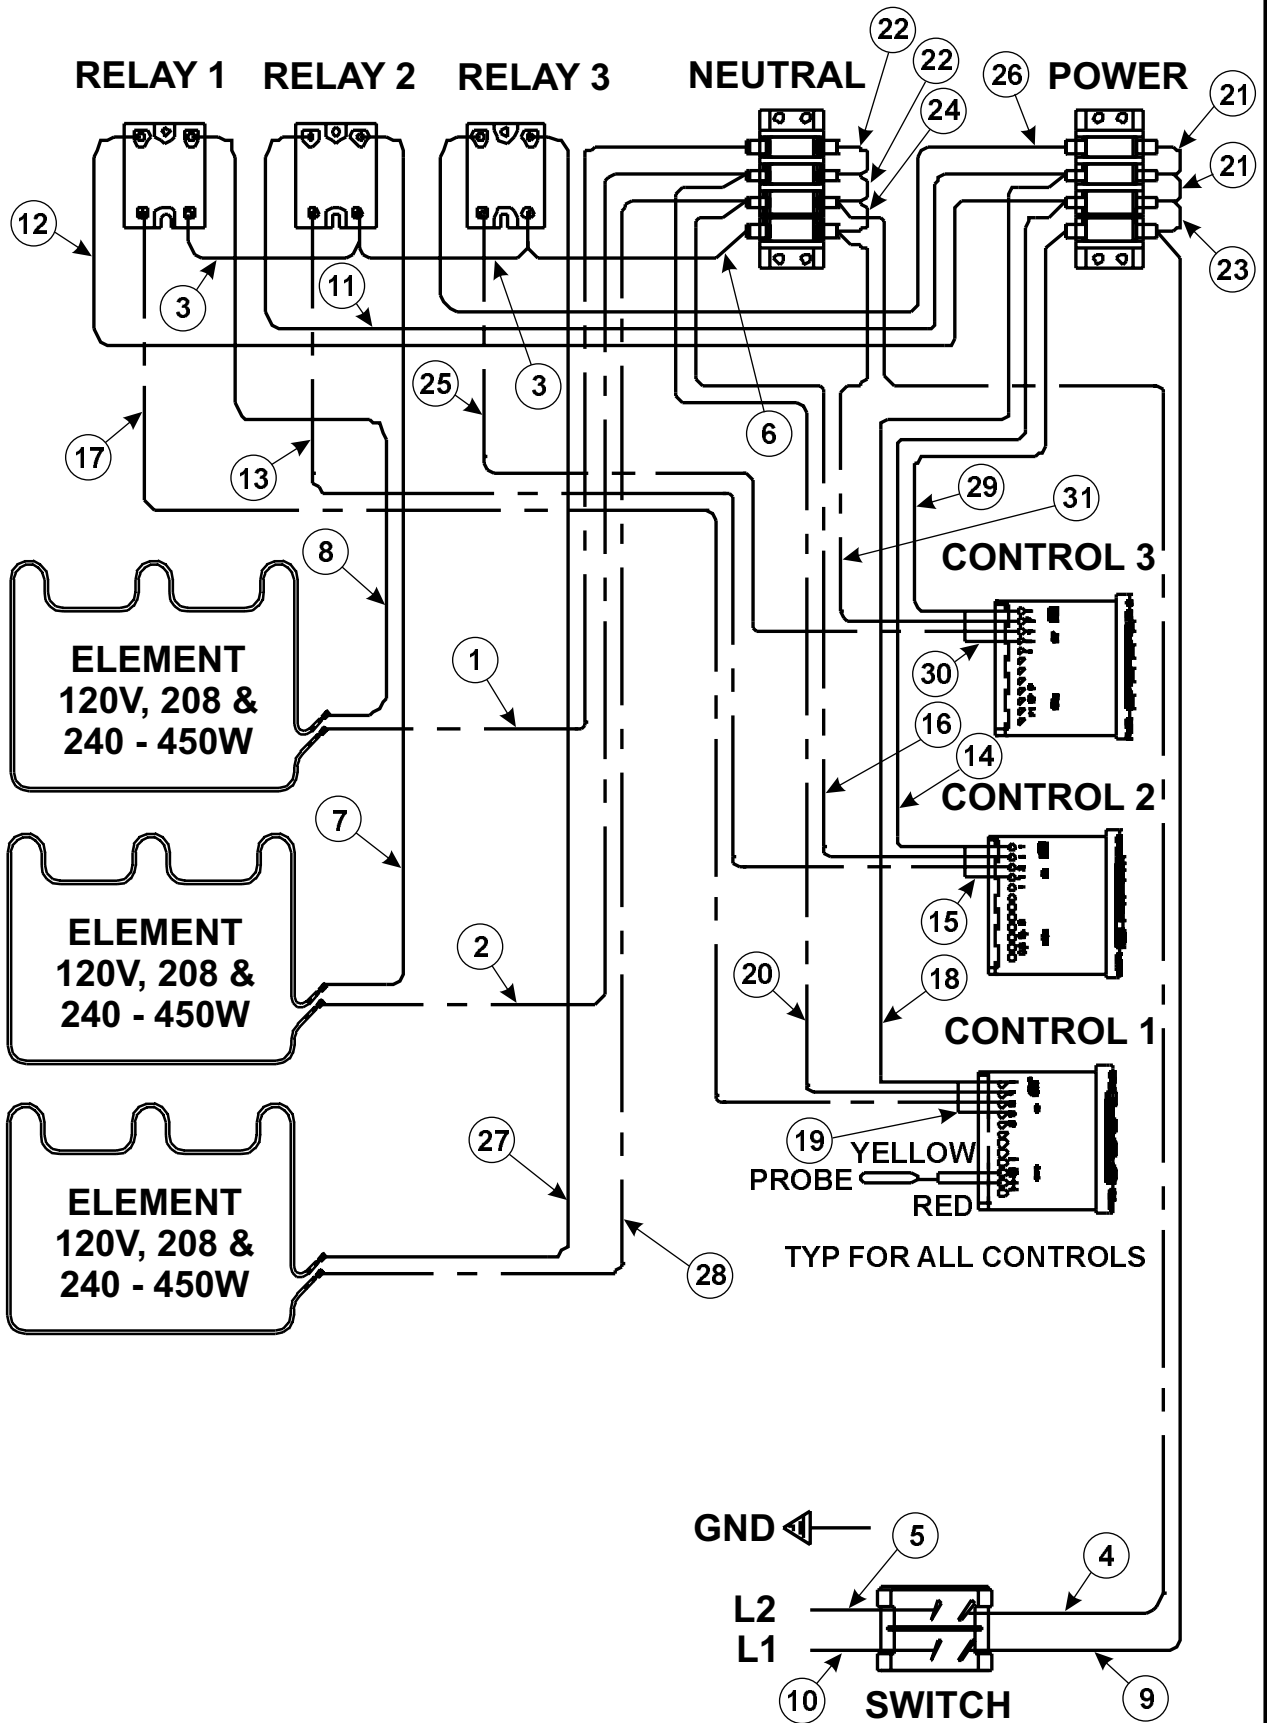 22
RELAY 1 RELAY 2 RELAY 3 NEUTRAL 22 26 POWER
24 21
21
12
23
3 11
3
25
6
17 13
29 31
8 CONTROL 3
ELEMENT
120V, 208 &
240 - 450W
1
30
16
14
CONTROL 2
7
15
ELEMENT
120V, 208 &
240 - 450W
2
20 18
CONTROL 1
27
19 YELLOW
PROBE
RED
ELEMENT
120V, 208 &
240 - 450W
TYP FOR ALL CONTROLS
28
GND
5 4
L2
L1
10 SWITCH 9